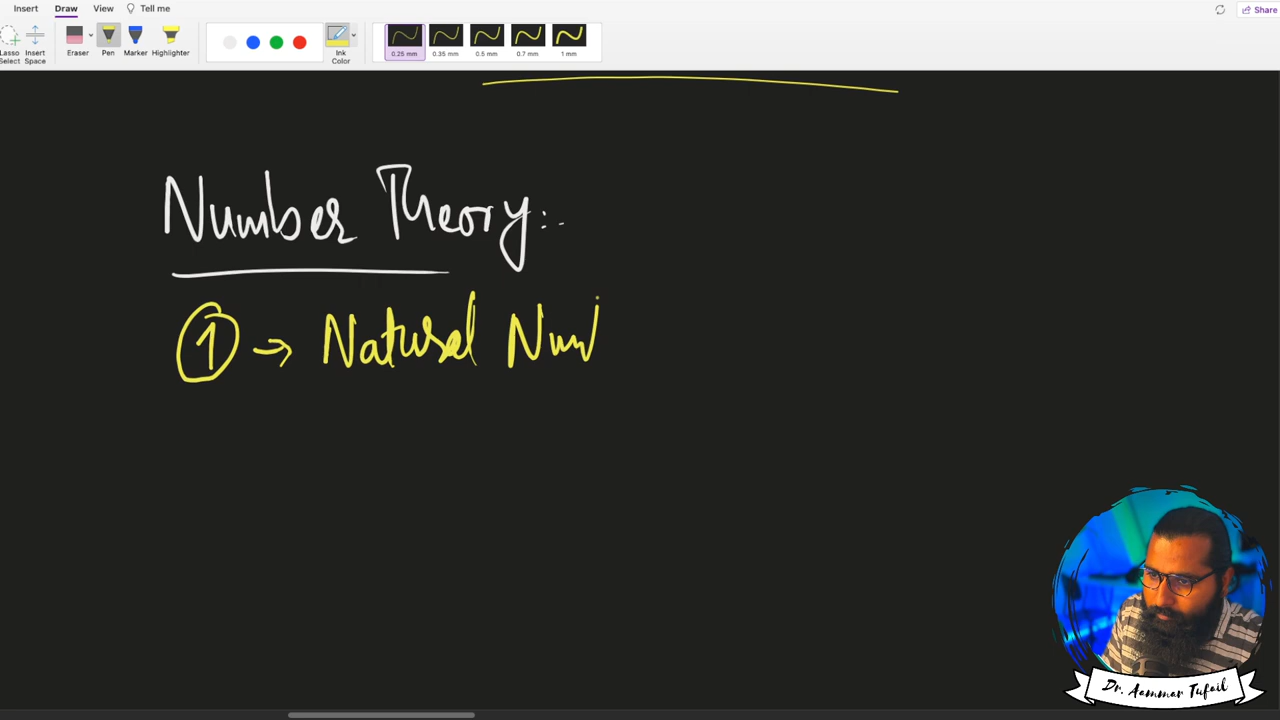 Insert Draw View Tell me Share
Lasso Select
Insert Space
Eraser
Pen
Marker
Highlighter
Ink Color
0.25 mm 0.35 mm 0.5 mm 0.7 mm 1 mm
Number Theory:-
1 → Natural Num
Dr. Aammar Tufail